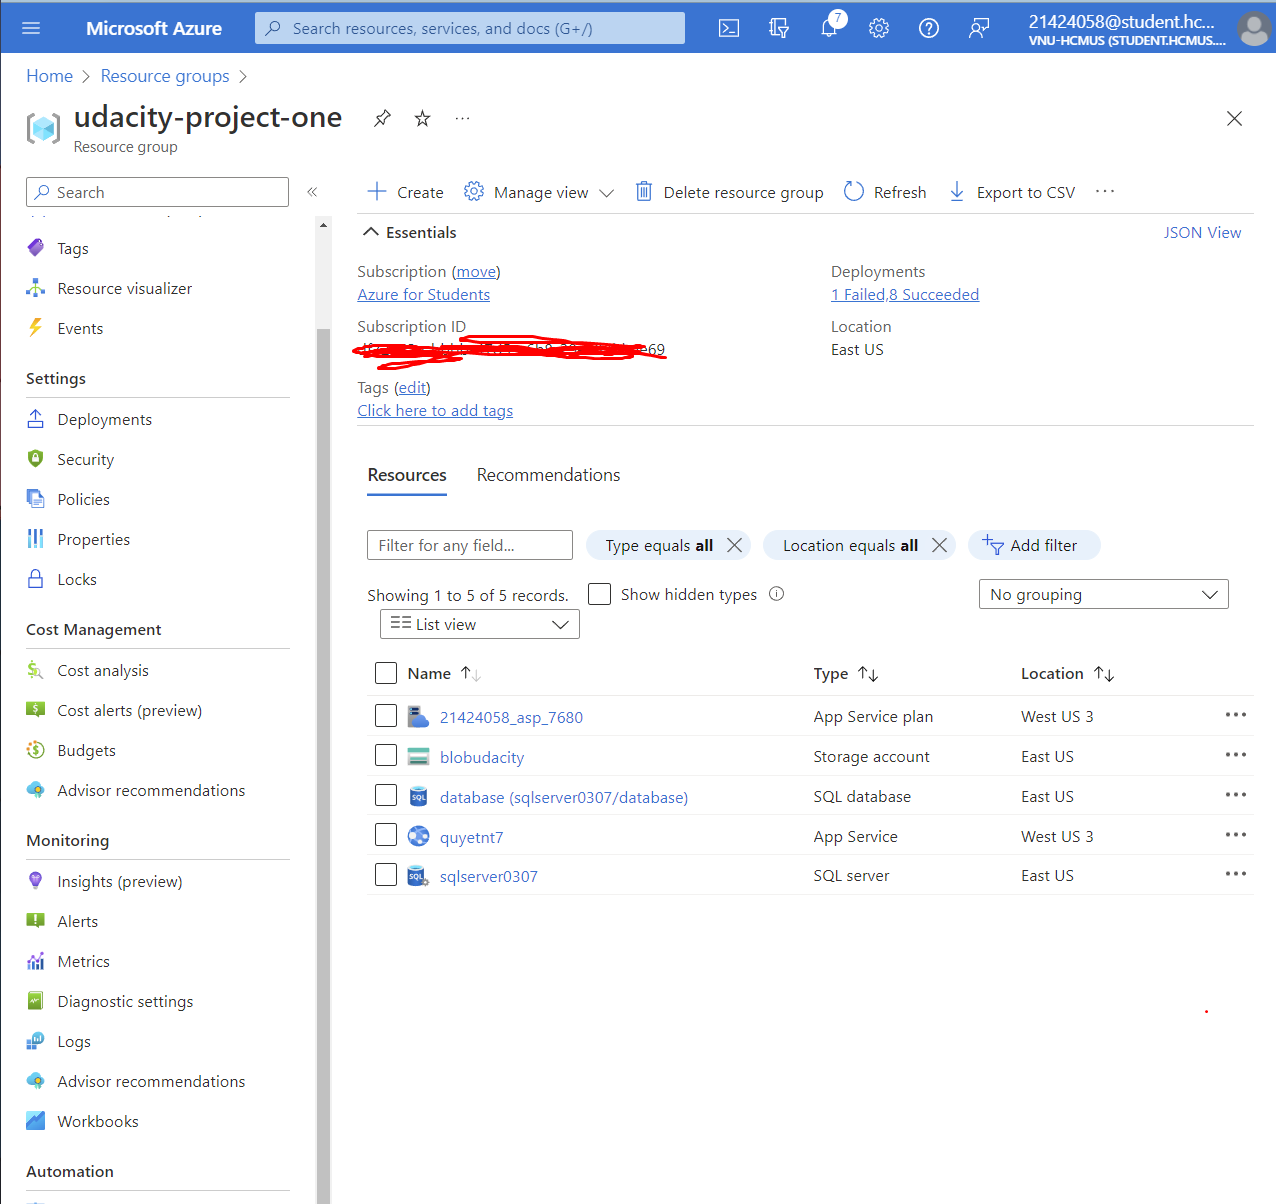 Microsoft Azure
Search resources, services, and docs (G+/)
7
21424058@student.hc...
VNU-HCMUS (STUDENT.HCMUS....
Home > Resource groups >
udacity-project-one
Resource group
Search
Create
Manage view
Delete resource group
Refresh
Export to CSV
Essentials
JSON View
Subscription (move)
Azure for Students
Deployments
1 Failed,8 Succeeded
Subscription ID
e69
Location
East US
Tags (edit)
Click here to add tags
Tags
Resource visualizer
Events
Settings
Deployments
Security
Policies
Properties
Locks
Cost Management
Cost analysis
Cost alerts (preview)
Budgets
Advisor recommendations
Monitoring
Insights (preview)
Alerts
Metrics
Diagnostic settings
Logs
Advisor recommendations
Workbooks
Automation
Resources
Recommendations
Filter for any field...
Type equals all
Location equals all
Add filter
Showing 1 to 5 of 5 records.
Show hidden types
No grouping
List view
Name Type Location
21424058_asp_7680 App Service plan West US 3
blobudacity Storage account East US
database (sqlserver0307/database) SQL database East US
quyetnt7 App Service West US 3
sqlserver0307 SQL server East US